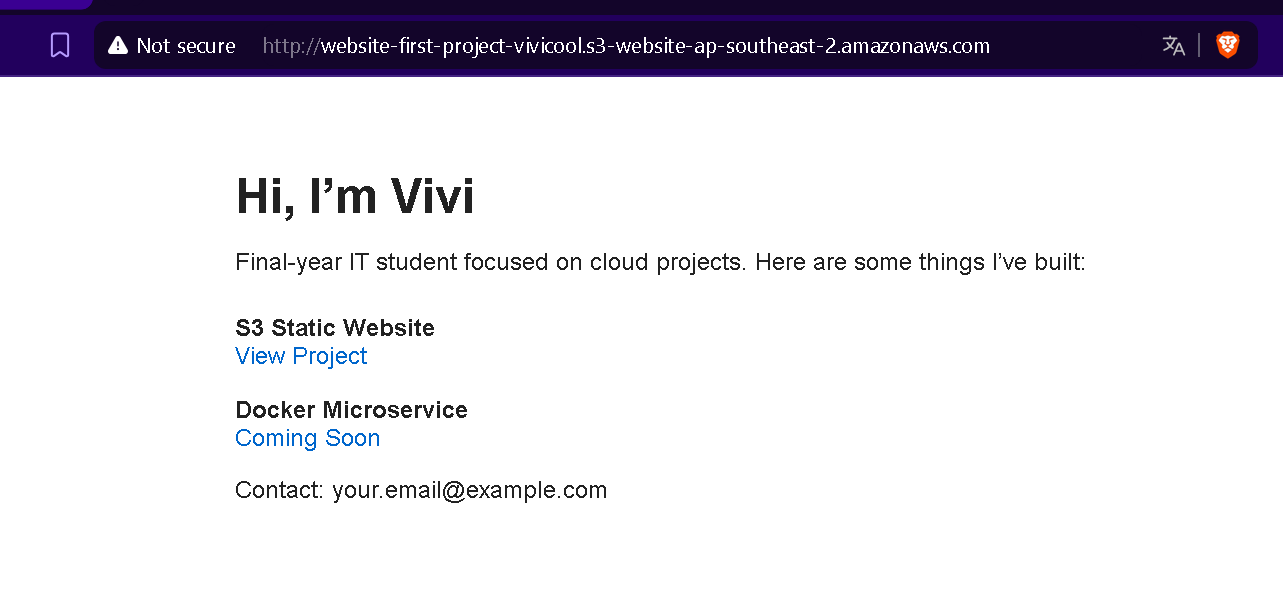 Not secure http://website-first-project-vivicool.s3-website-ap-southeast-2.amazonaws.com
Hi, I’m Vivi
Final-year IT student focused on cloud projects. Here are some things I’ve built:
S3 Static Website
View Project
Docker Microservice
Coming Soon
Contact: your.email@example.com